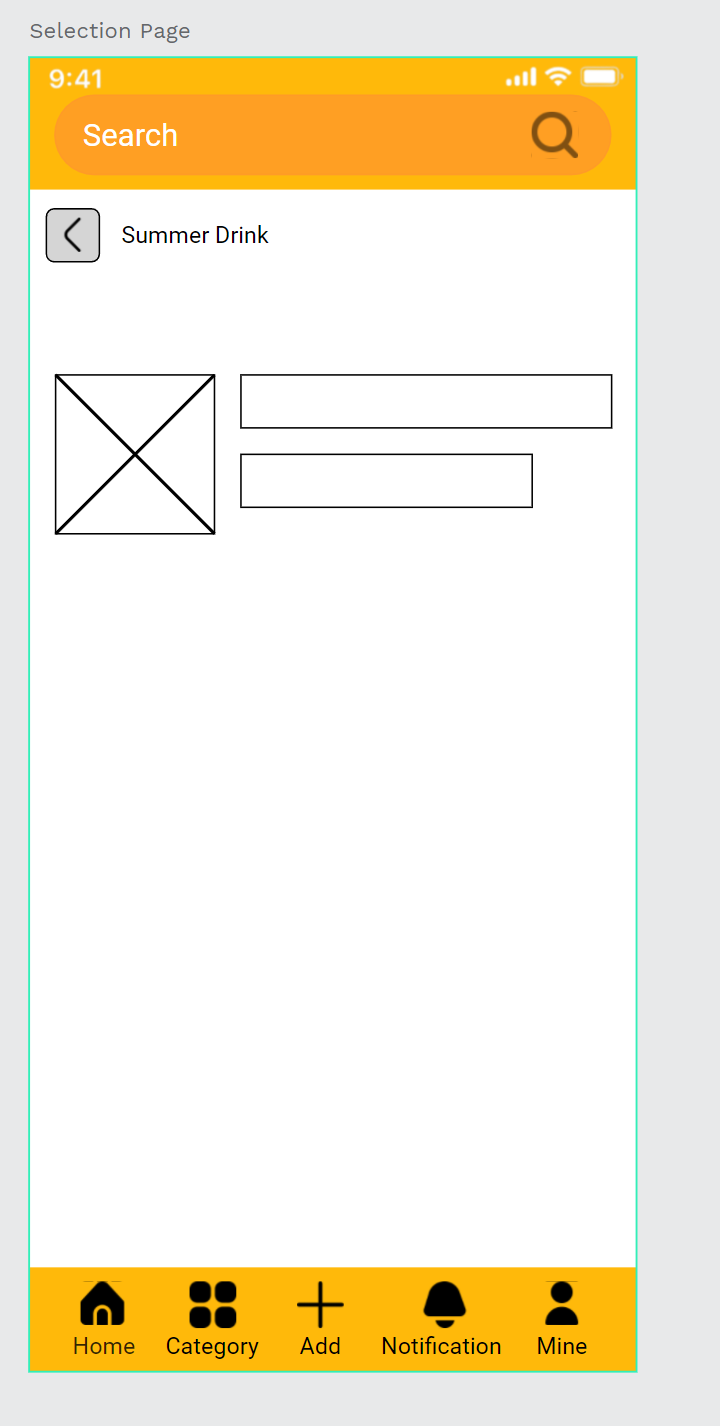 Selection Page
9:41
Search
Summer Drink
Home Category Add Notification Mine